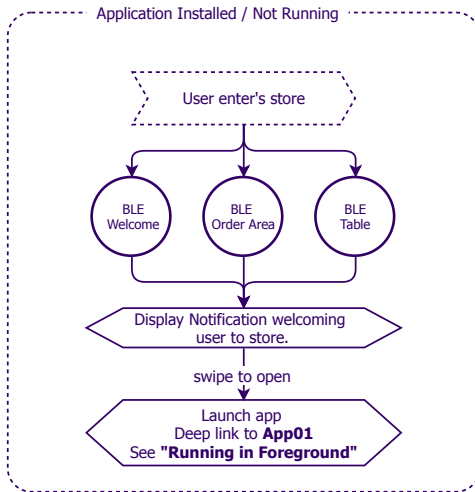 Application Installed / Not Running
User enter's store
BLE
Welcome
BLE
Order Area
BLE
Table
Display Notification welcoming
user to store.
swipe to open
Launch app
Deep link to App01
See "Running in Foreground"